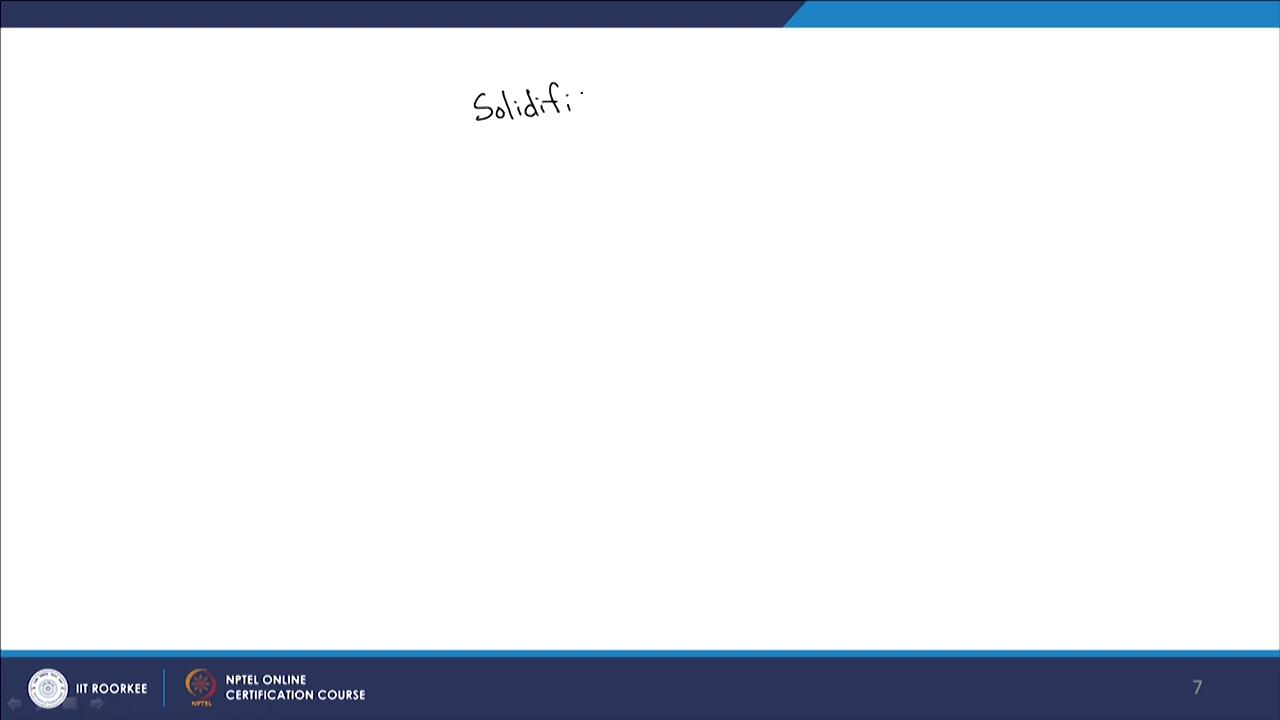 Solidifi
IIT ROORKEE
NPTEL ONLINE
CERTIFICATION COURSE
7